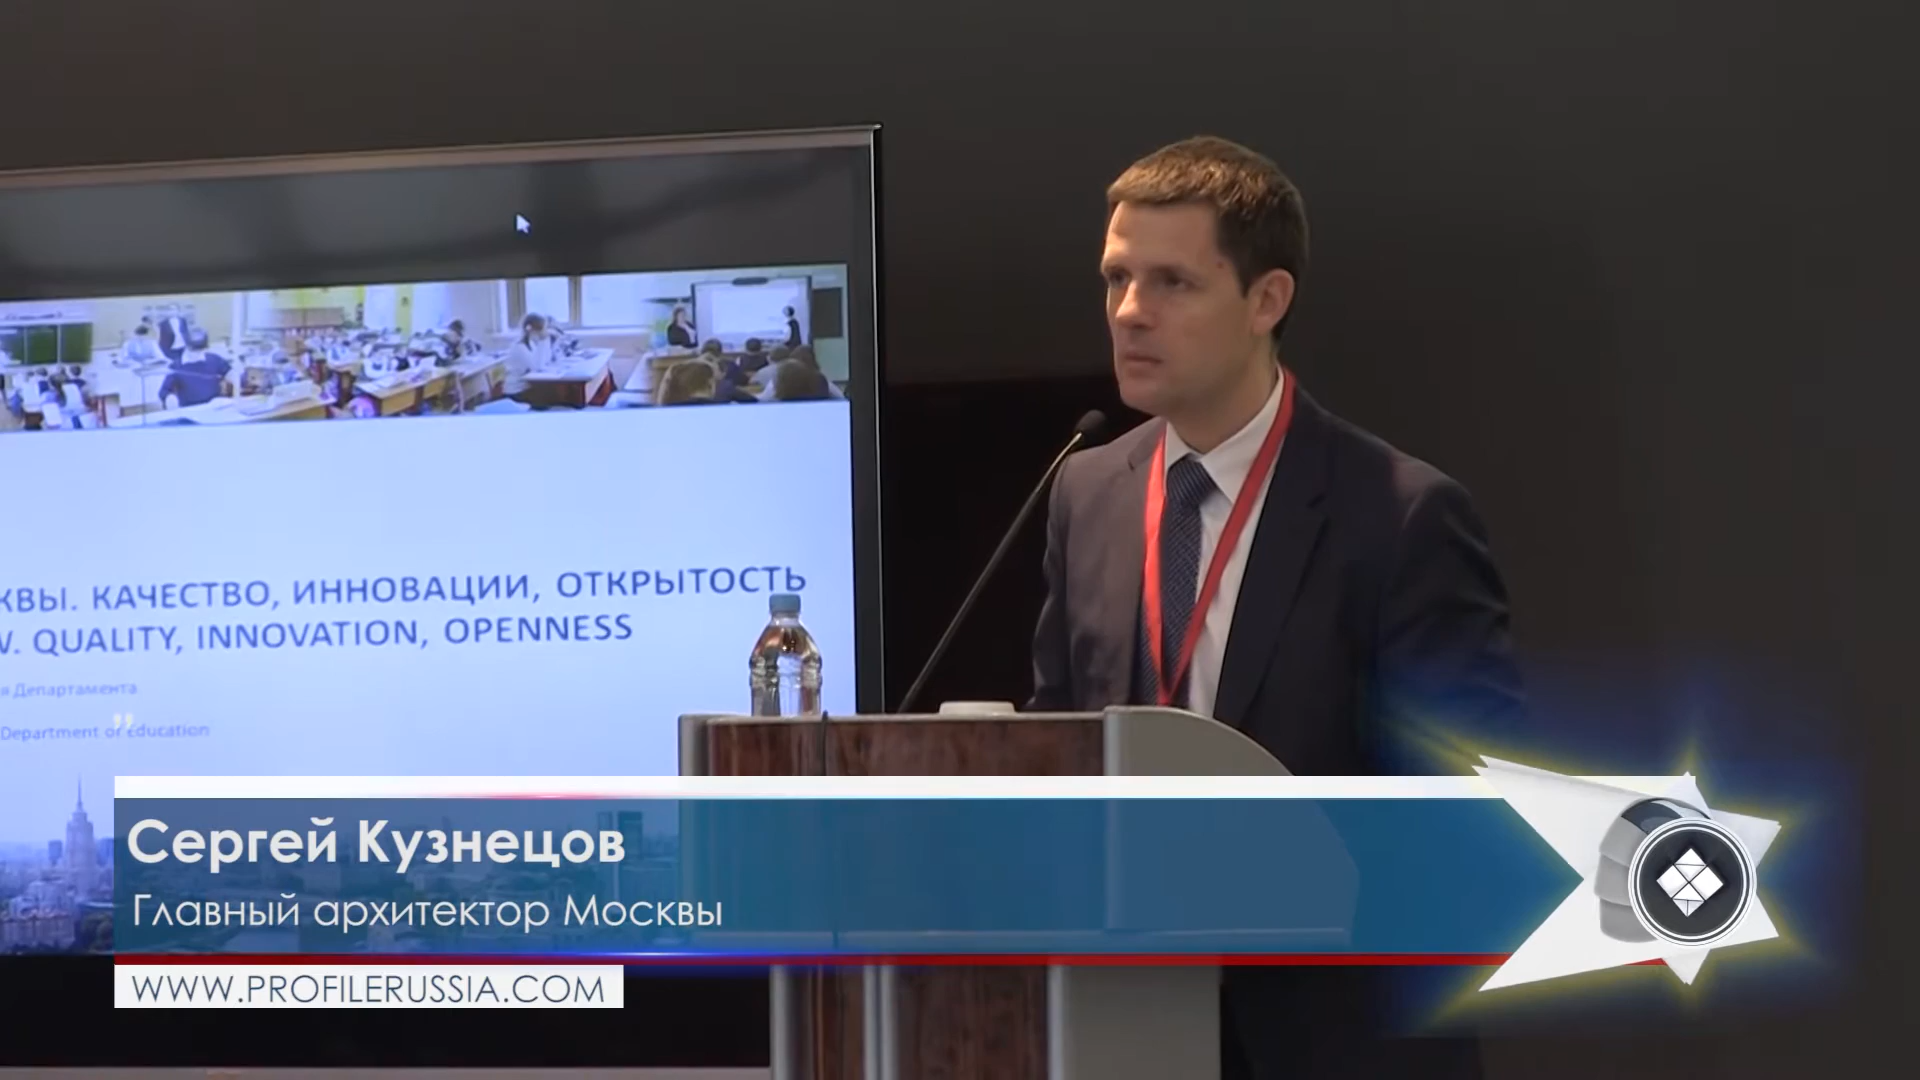 КВЫ. КАЧЕСТВО, ИННОВАЦИИ, ОТКРЫТОСТЬ
W. QUALITY, INNOVATION, OPENNESS
я Департамента
Department of Education
Сергей Кузнецов
Главный архитектор Москвы
WWW.PROFILERUSSIA.COM